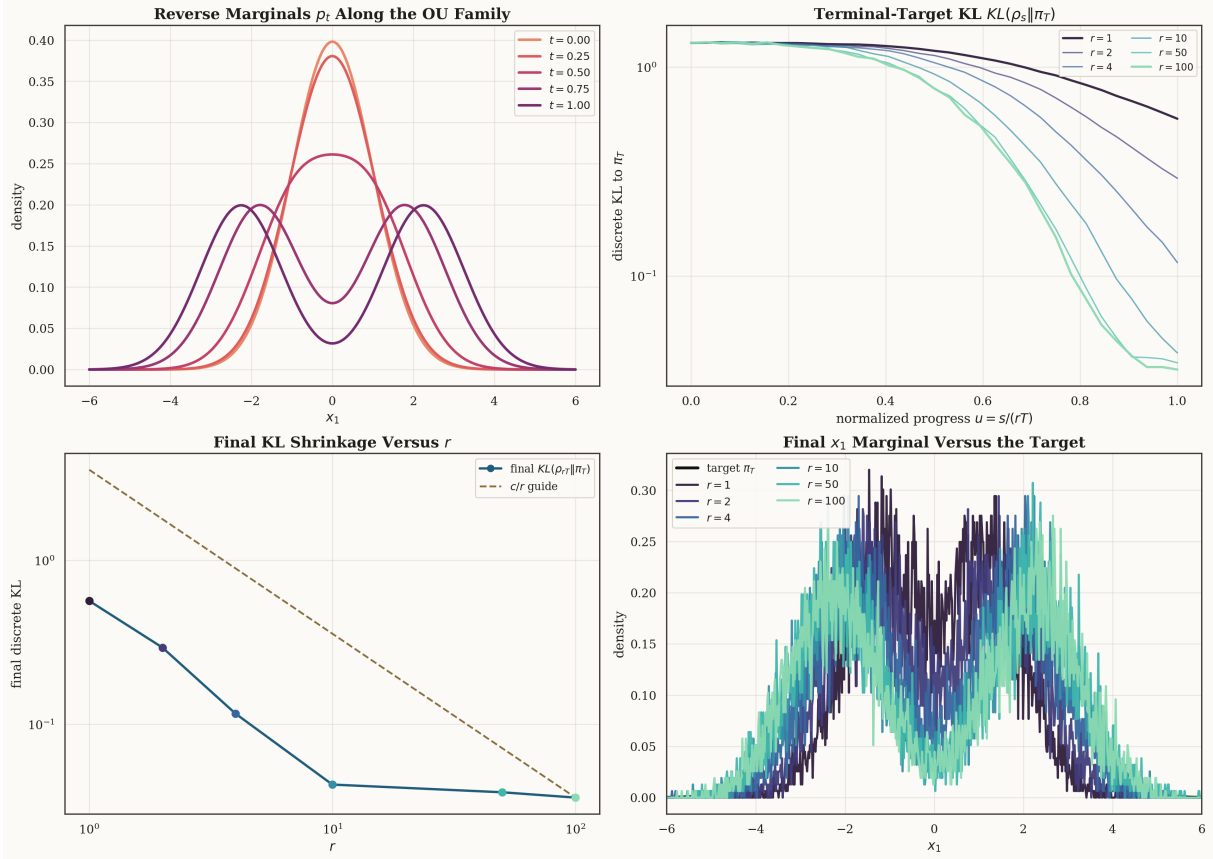 Reverse Marginals p_t Along the OU Family
0.40
0.35
0.30
0.25
0.20
0.15
0.10
0.05
0.00
density
t = 0.00
t = 0.25
t = 0.50
t = 0.75
t = 1.00
−6 −4 −2 0 2 4 6
x_1
Terminal-Target KL KL(ρ_s‖π_T)
10^0
10^−1
discrete KL to π_T
r = 1 r = 10
r = 2 r = 50
r = 4 r = 100
0.0 0.2 0.4 0.6 0.8 1.0
normalized progress u = s/(rT)
Final KL Shrinkage Versus r
10^0
10^−1
final discrete KL
final KL(ρ_{rT}‖π_T)
c/r guide
10^0 10^1 10^2
r
Final x_1 Marginal Versus the Target
0.30
0.25
0.20
0.15
0.10
0.05
0.00
density
target π_T r = 10
r = 1 r = 50
r = 2 r = 100
r = 4
−6 −4 −2 0 2 4 6
x_1